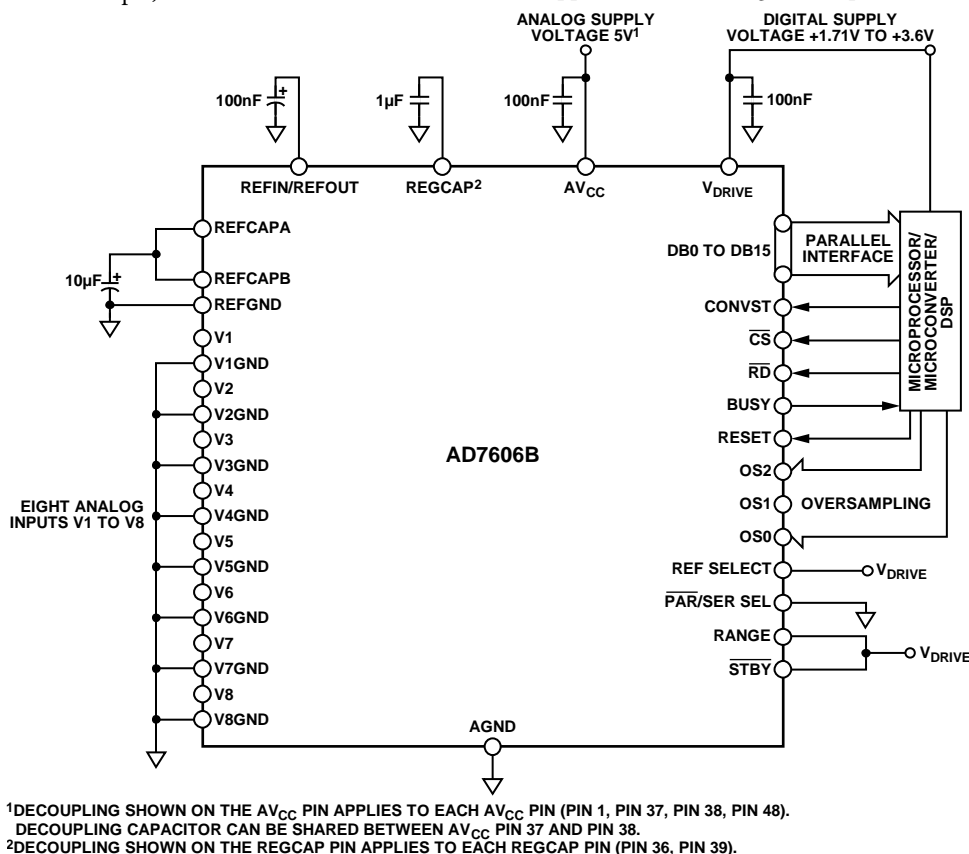 ANALOG SUPPLY
VOLTAGE 5V1
DIGITAL SUPPLY
VOLTAGE +1.71V TO +3.6V
100nF
+
1µF
100nF
100nF
REFIN/REFOUT
REGCAP2
AVCC
VDRIVE
REFCAPA
REFCAPB
10µF
+
REFGND
V1
V1GND
V2
V2GND
V3
V3GND
V4
V4GND
V5
V5GND
V6
V6GND
V7
V7GND
V8
V8GND
EIGHT ANALOG
INPUTS V1 TO V8
AD7606B
AGND
DB0 TO DB15
PARALLEL
INTERFACE
CONVST
CS
RD
BUSY
RESET
OS2
OS1
OVERSAMPLING
OS0
REF SELECT
VDRIVE
PAR/SER SEL
RANGE
STBY
VDRIVE
MICROPROCESSOR/
MICROCONVERTER/
DSP
1DECOUPLING SHOWN ON THE AVCC PIN APPLIES TO EACH AVCC PIN (PIN 1, PIN 37, PIN 38, PIN 48).
DECOUPLING CAPACITOR CAN BE SHARED BETWEEN AVCC PIN 37 AND PIN 38.
2DECOUPLING SHOWN ON THE REGCAP PIN APPLIES TO EACH REGCAP PIN (PIN 36, PIN 39).